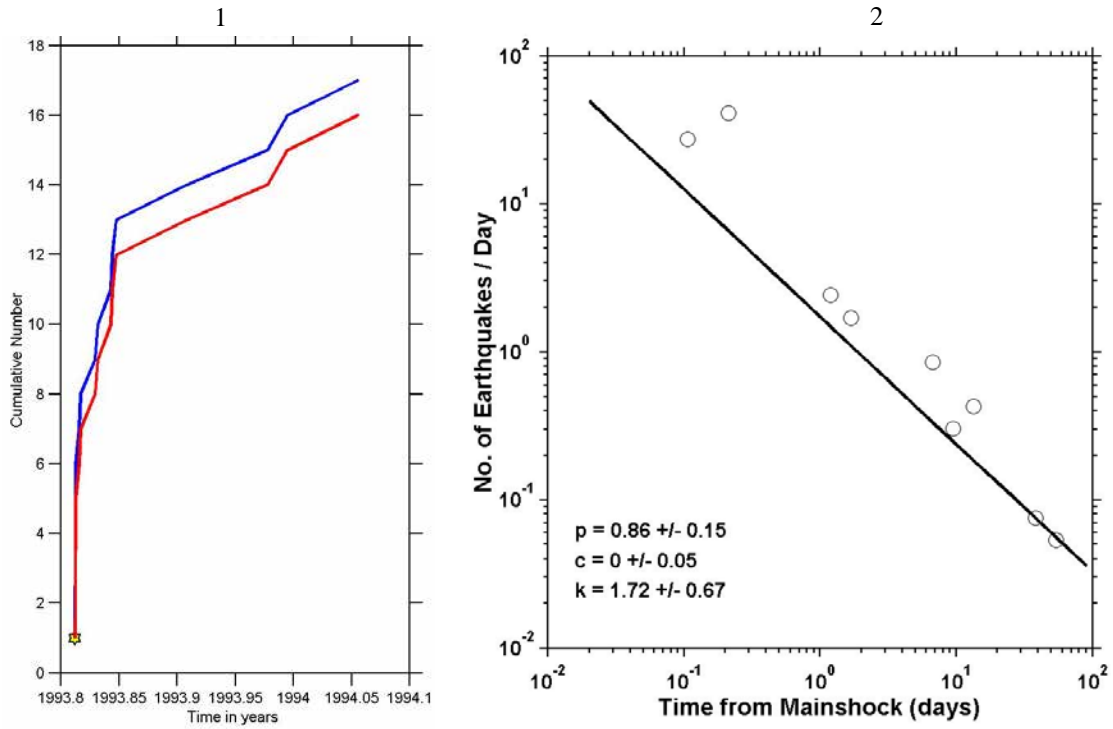 1
18
16
14
12
10
8
6
4
2
0
Cumulative Number
1993.8 1993.85 1993.9 1993.95 1994 1994.05 1994.1
Time in years
2
10^2
10^1
10^0
10^-1
10^-2
No. of Earthquakes / Day
p = 0.86 +/- 0.15
c = 0 +/- 0.05
k = 1.72 +/- 0.67
10^-2 10^-1 10^0 10^1 10^2
Time from Mainshock (days)